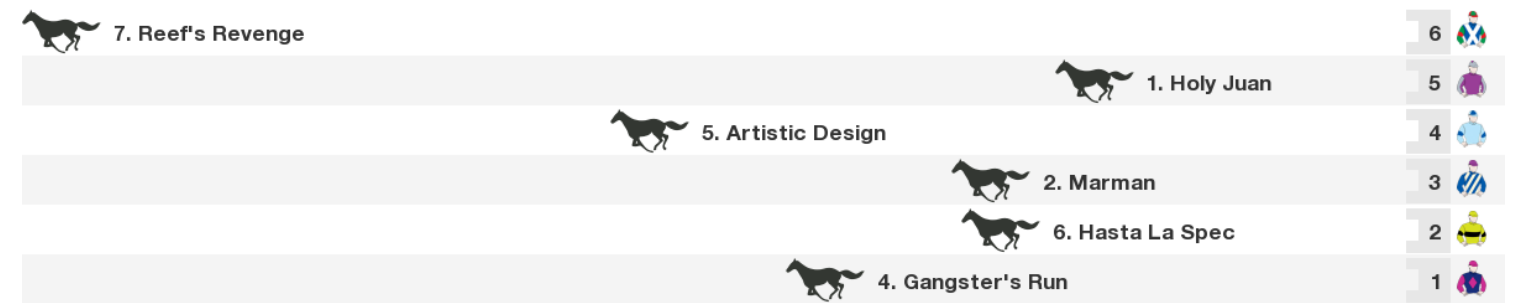 7. Reef's Revenge 6
1. Holy Juan 5
5. Artistic Design 4
2. Marman 3
6. Hasta La Spec 2
4. Gangster's Run 1